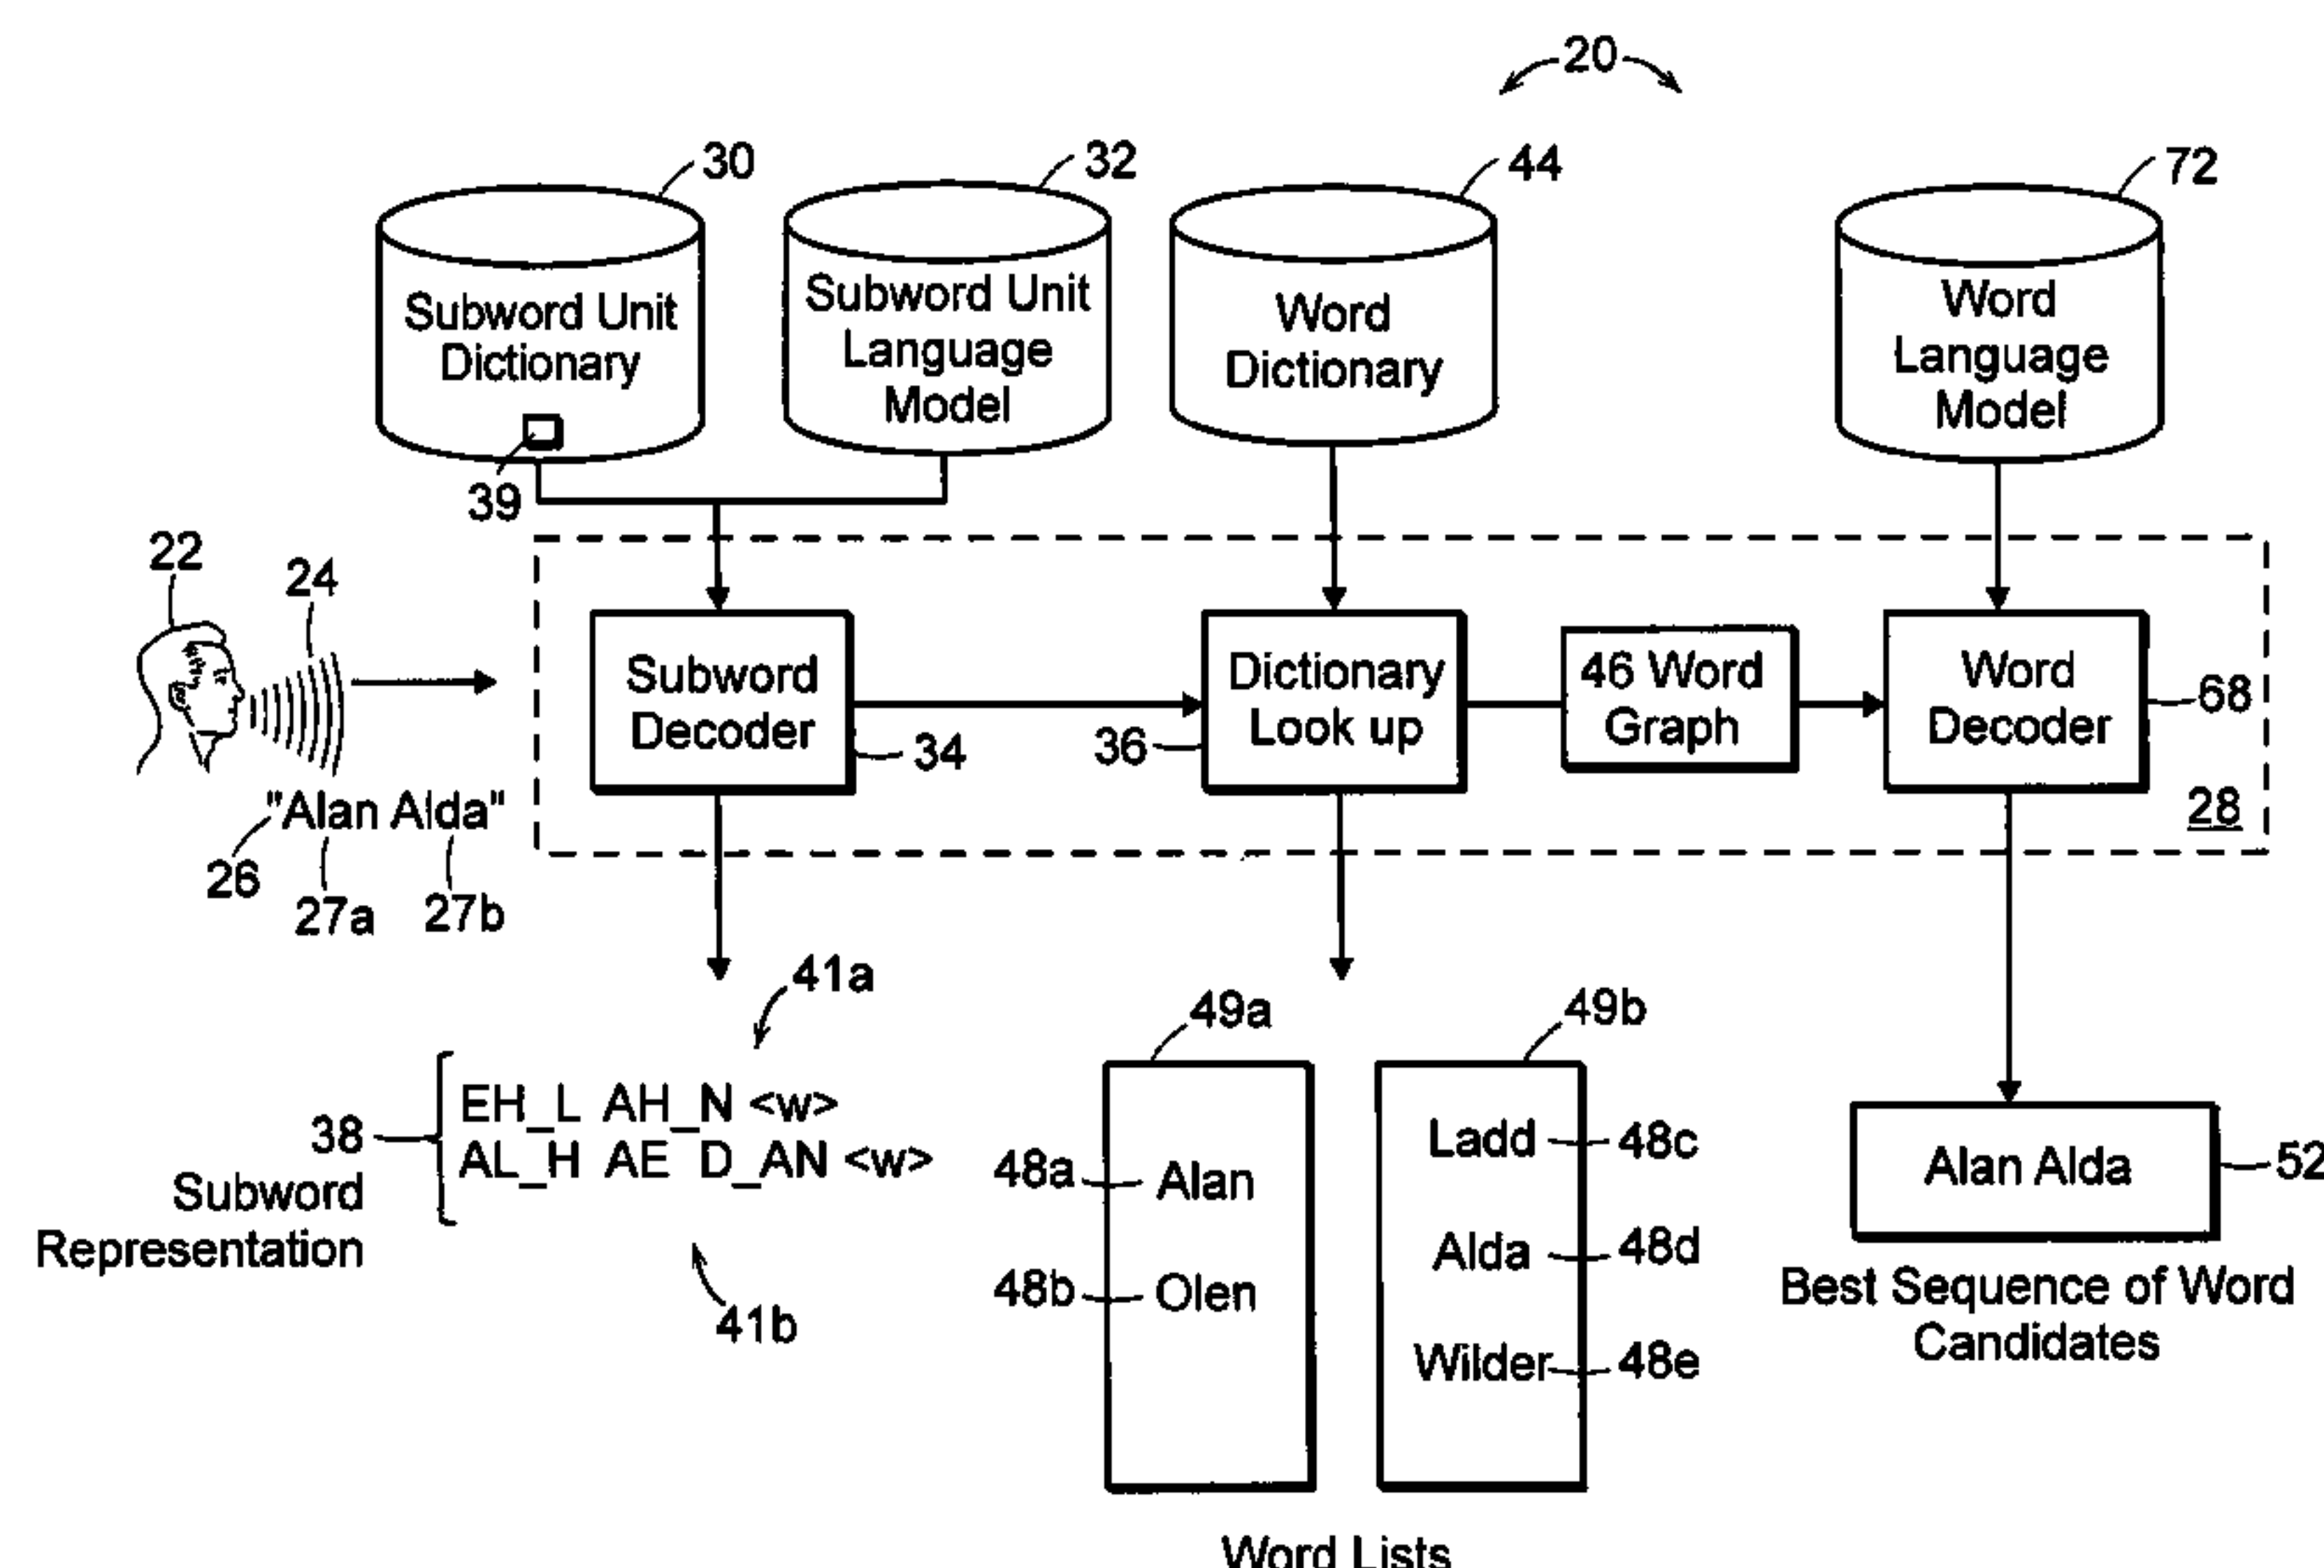 20
30
32
44
72
Subword Unit
Dictionary
39
Subword Unit
Language
Model
Word
Dictionary
Word
Language
Model
22
24
"Alan Alda"
26
27a
27b
Subword
Decoder
34
Dictionary
Look up
36
46 Word
Graph
Word
Decoder
68
28
41a
EH_L AH_N <w>
AL_H AE D_AN <w>
38
Subword
Representation
41b
49a
49b
48a
Alan
48b
Olen
Ladd
48c
Alda
48d
Wilder
48e
Word Lists
Alan Alda
52
Best Sequence of Word
Candidates